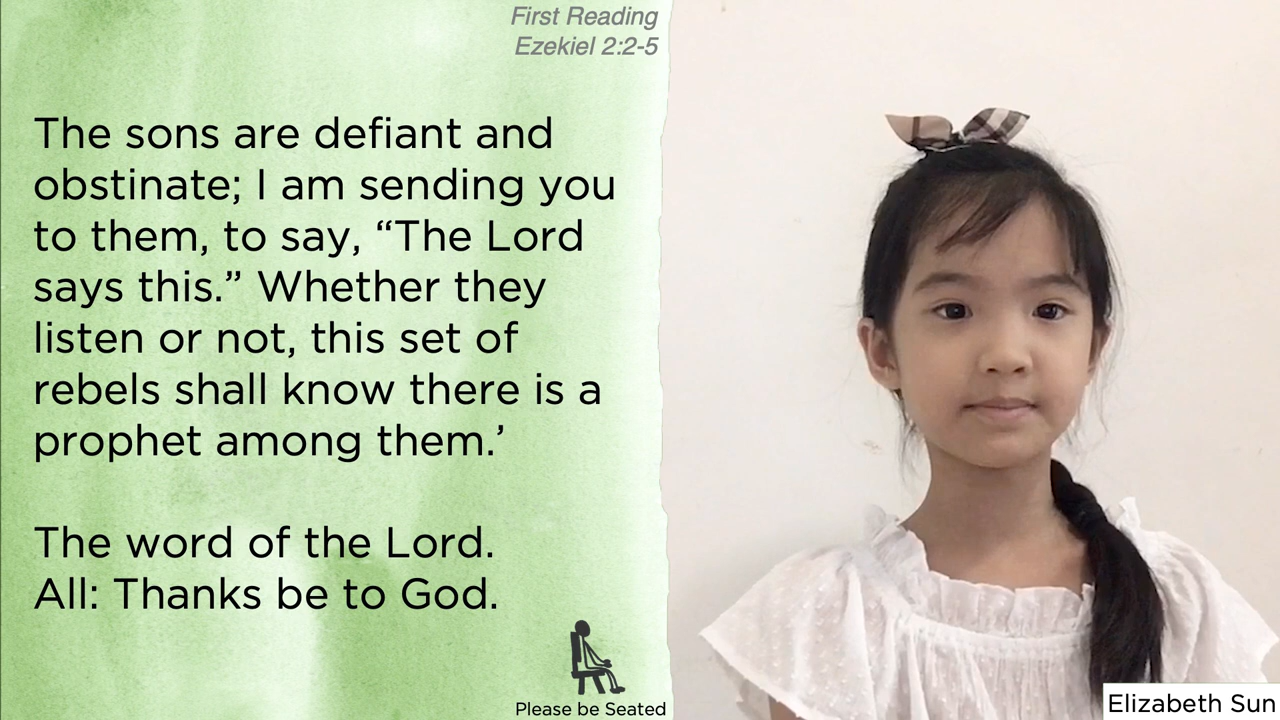 First Reading
Ezekiel 2:2-5
The sons are defiant and
obstinate; I am sending you
to them, to say, “The Lord
says this.” Whether they
listen or not, this set of
rebels shall know there is a
prophet among them.’
The word of the Lord.
All: Thanks be to God.
Please be Seated
Elizabeth Sun